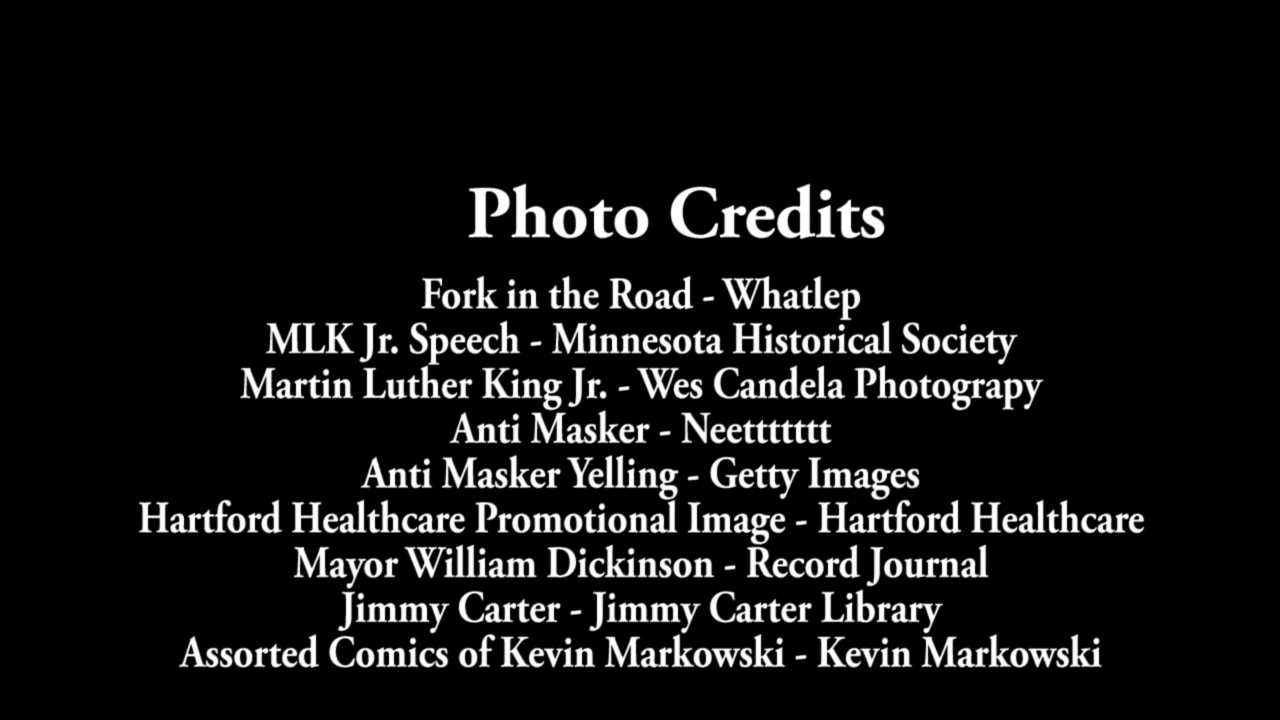 Photo Credits
Fork in the Road - Whatlep
MLK Jr. Speech - Minnesota Historical Society
Martin Luther King Jr. - Wes Candela Photograpy
Anti Masker - Neettttttt
Anti Masker Yelling - Getty Images
Hartford Healthcare Promotional Image - Hartford Healthcare
Mayor William Dickinson - Record Journal
Jimmy Carter - Jimmy Carter Library
Assorted Comics of Kevin Markowski - Kevin Markowski